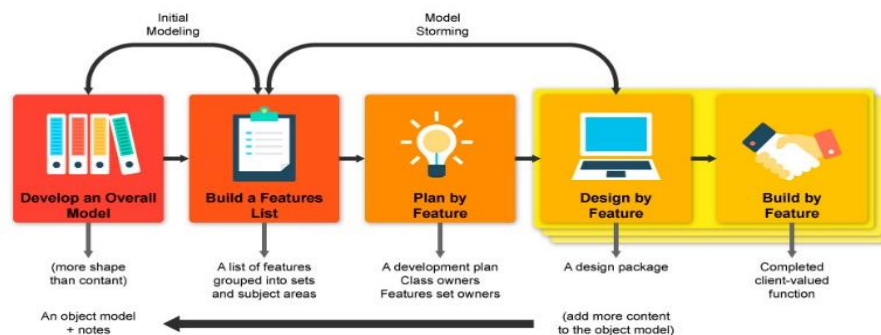 Initial
Modeling
Model
Storming
Develop an Overall
Model
Build a Features
List
Plan by
Feature
Design by
Feature
Build by
Feature
(more shape
than contant)
A list of features
grouped into sets
and subject areas
A development plan
Class owners
Features set owners
A design package
Completed
client-valued
function
An object model
+ notes
(add more content
to the object model)